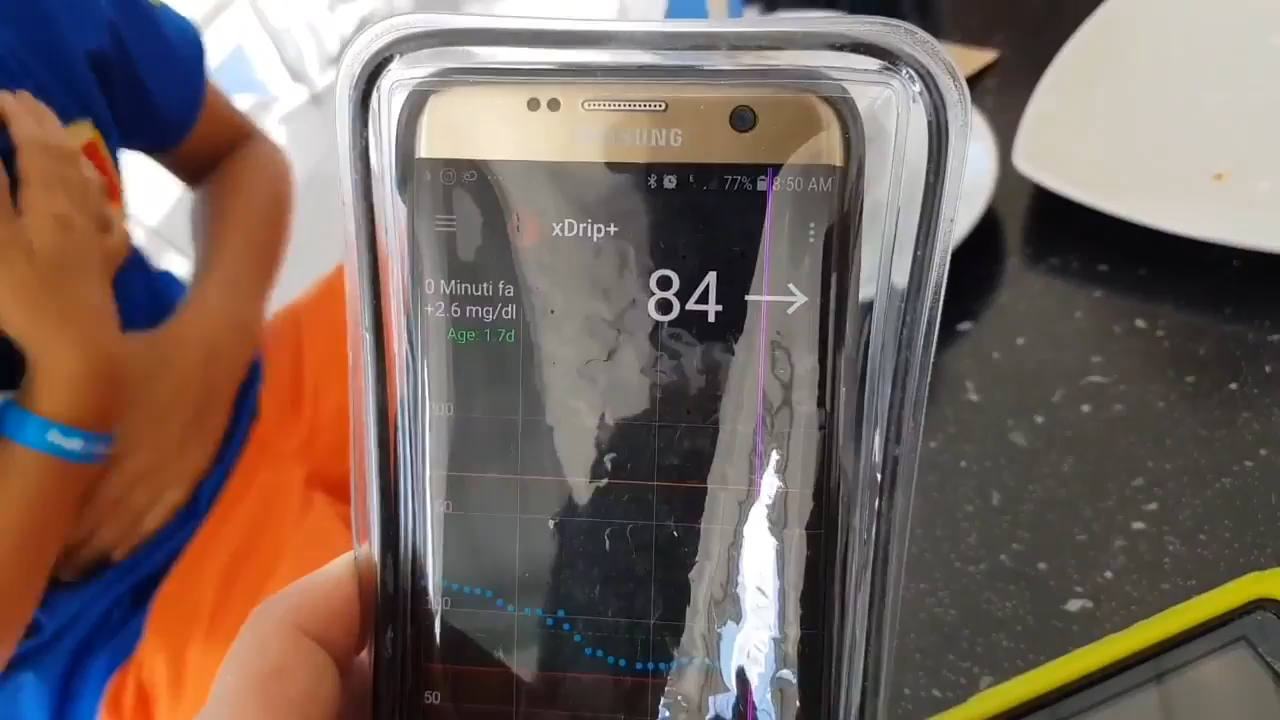 SAMSUNG
77% 8:50 AM
xDrip+
0 Minuti fa
+2.6 mg/dl
Age: 1.7d
84
100
50